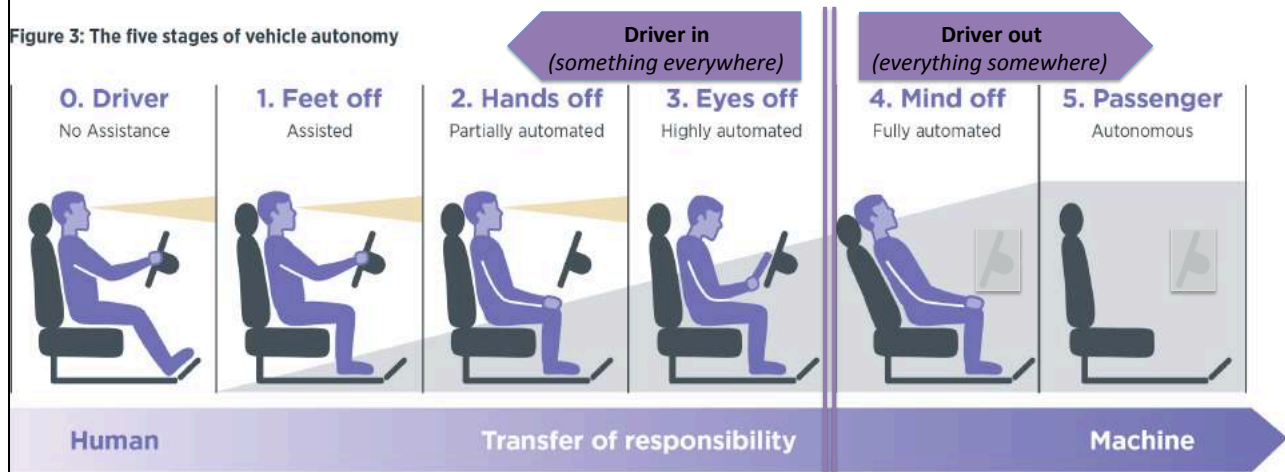 Figure 3: The five stages of vehicle autonomy
Driver in
(something everywhere)
Driver out
(everything somewhere)
0. Driver
No Assistance
1. Feet off
Assisted
2. Hands off
Partially automated
3. Eyes off
Highly automated
4. Mind off
Fully automated
5. Passenger
Autonomous
Human
Transfer of responsibility
Machine